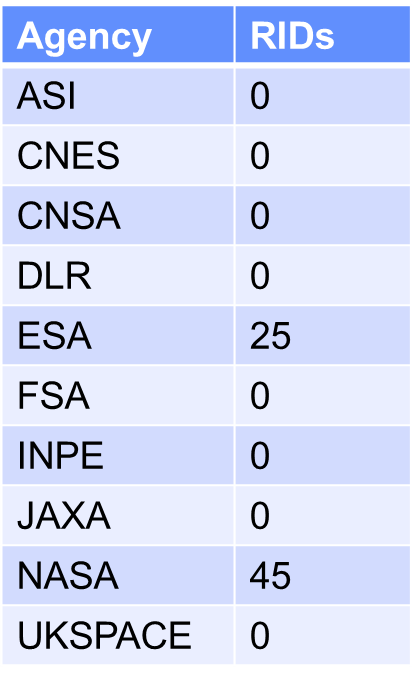 Agency RIDs
ASI 0
CNES 0
CNSA 0
DLR 0
ESA 25
FSA 0
INPE 0
JAXA 0
NASA 45
UKSPACE 0